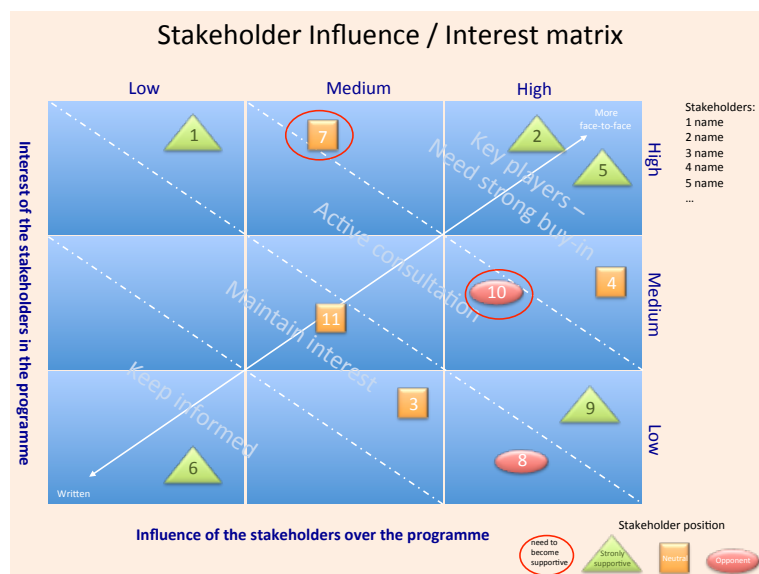 Stakeholder Influence / Interest matrix
Low
Medium
High
1
7
2
More
face-to-face
5
High
Key players –
Need strong buy-in
Stakeholders:
1 name
2 name
3 name
4 name
5 name
...
Interest of the stakeholders in the programme
Active consultation
10
4
Medium
Maintain interest
11
Keep informed
3
9
8
6
Low
Written
Influence of the stakeholders over the programme
Stakeholder position
need to
become
supportive
Stronly
supportive
Neutral
Opponent